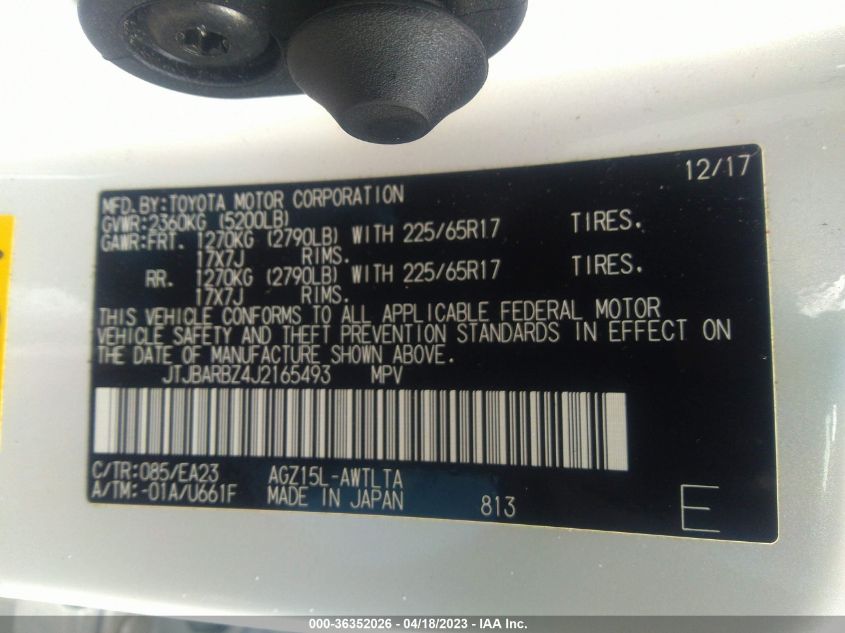 12/17
MFD.BY:TOYOTA MOTOR CORPORATION
GVWR:2360KG (5200LB)
GAWR:FRT. 1270KG (2790LB) WITH 225/65R17 TIRES.
17X7J RIMS.
RR. 1270KG (2790LB) WITH 225/65R17 TIRES.
17X7J RIMS.
THIS VEHICLE CONFORMS TO ALL APPLICABLE FEDERAL MOTOR
VEHICLE SAFETY AND THEFT PREVENTION STANDARDS IN EFFECT ON
THE DATE OF MANUFACTURE SHOWN ABOVE.
JTJBARBZ4J2165493 MPV
C/TR:085/EA23 AGZ15L-AWTLTA
A/TM:-01A/U661F MADE IN JAPAN 813 E
000-36352026 - 04/18/2023 - IAA Inc.